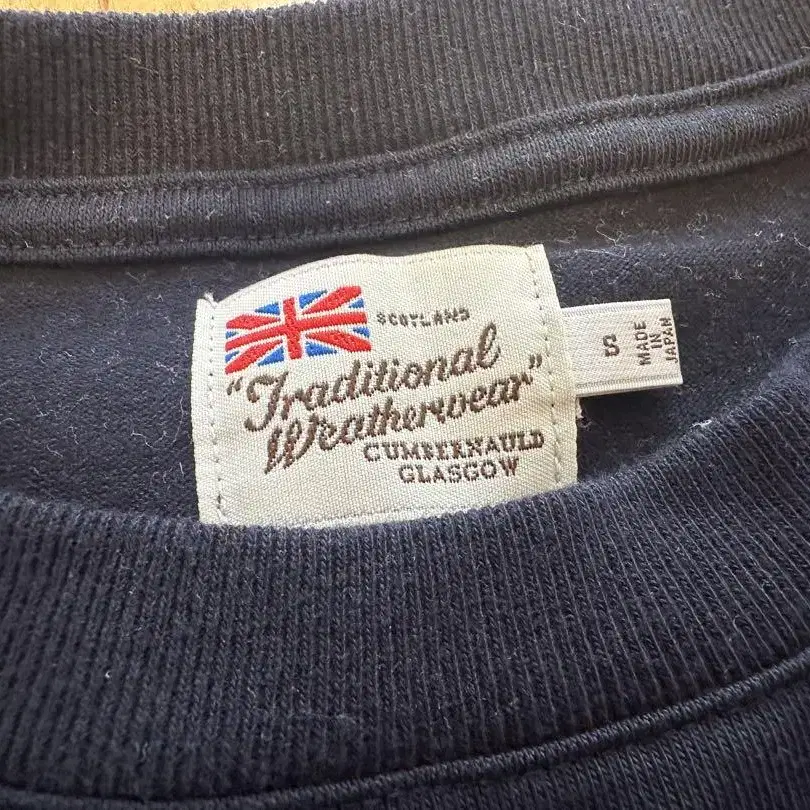 SCOTLAND
"Traditional
Weatherwear"
CUMBERNAULD
GLASGOW
S
MADE
IN
JAPAN